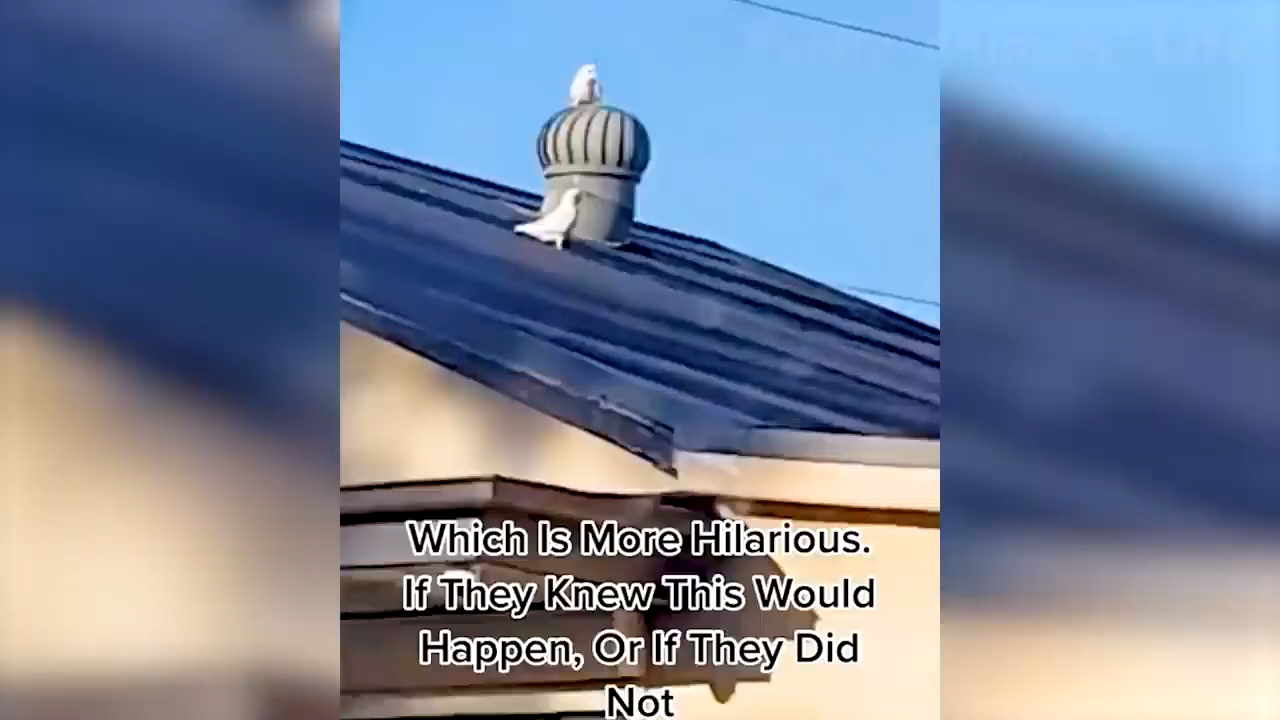 Which Is More Hilarious.
If They Knew This Would
Happen, Or If They Did
Not